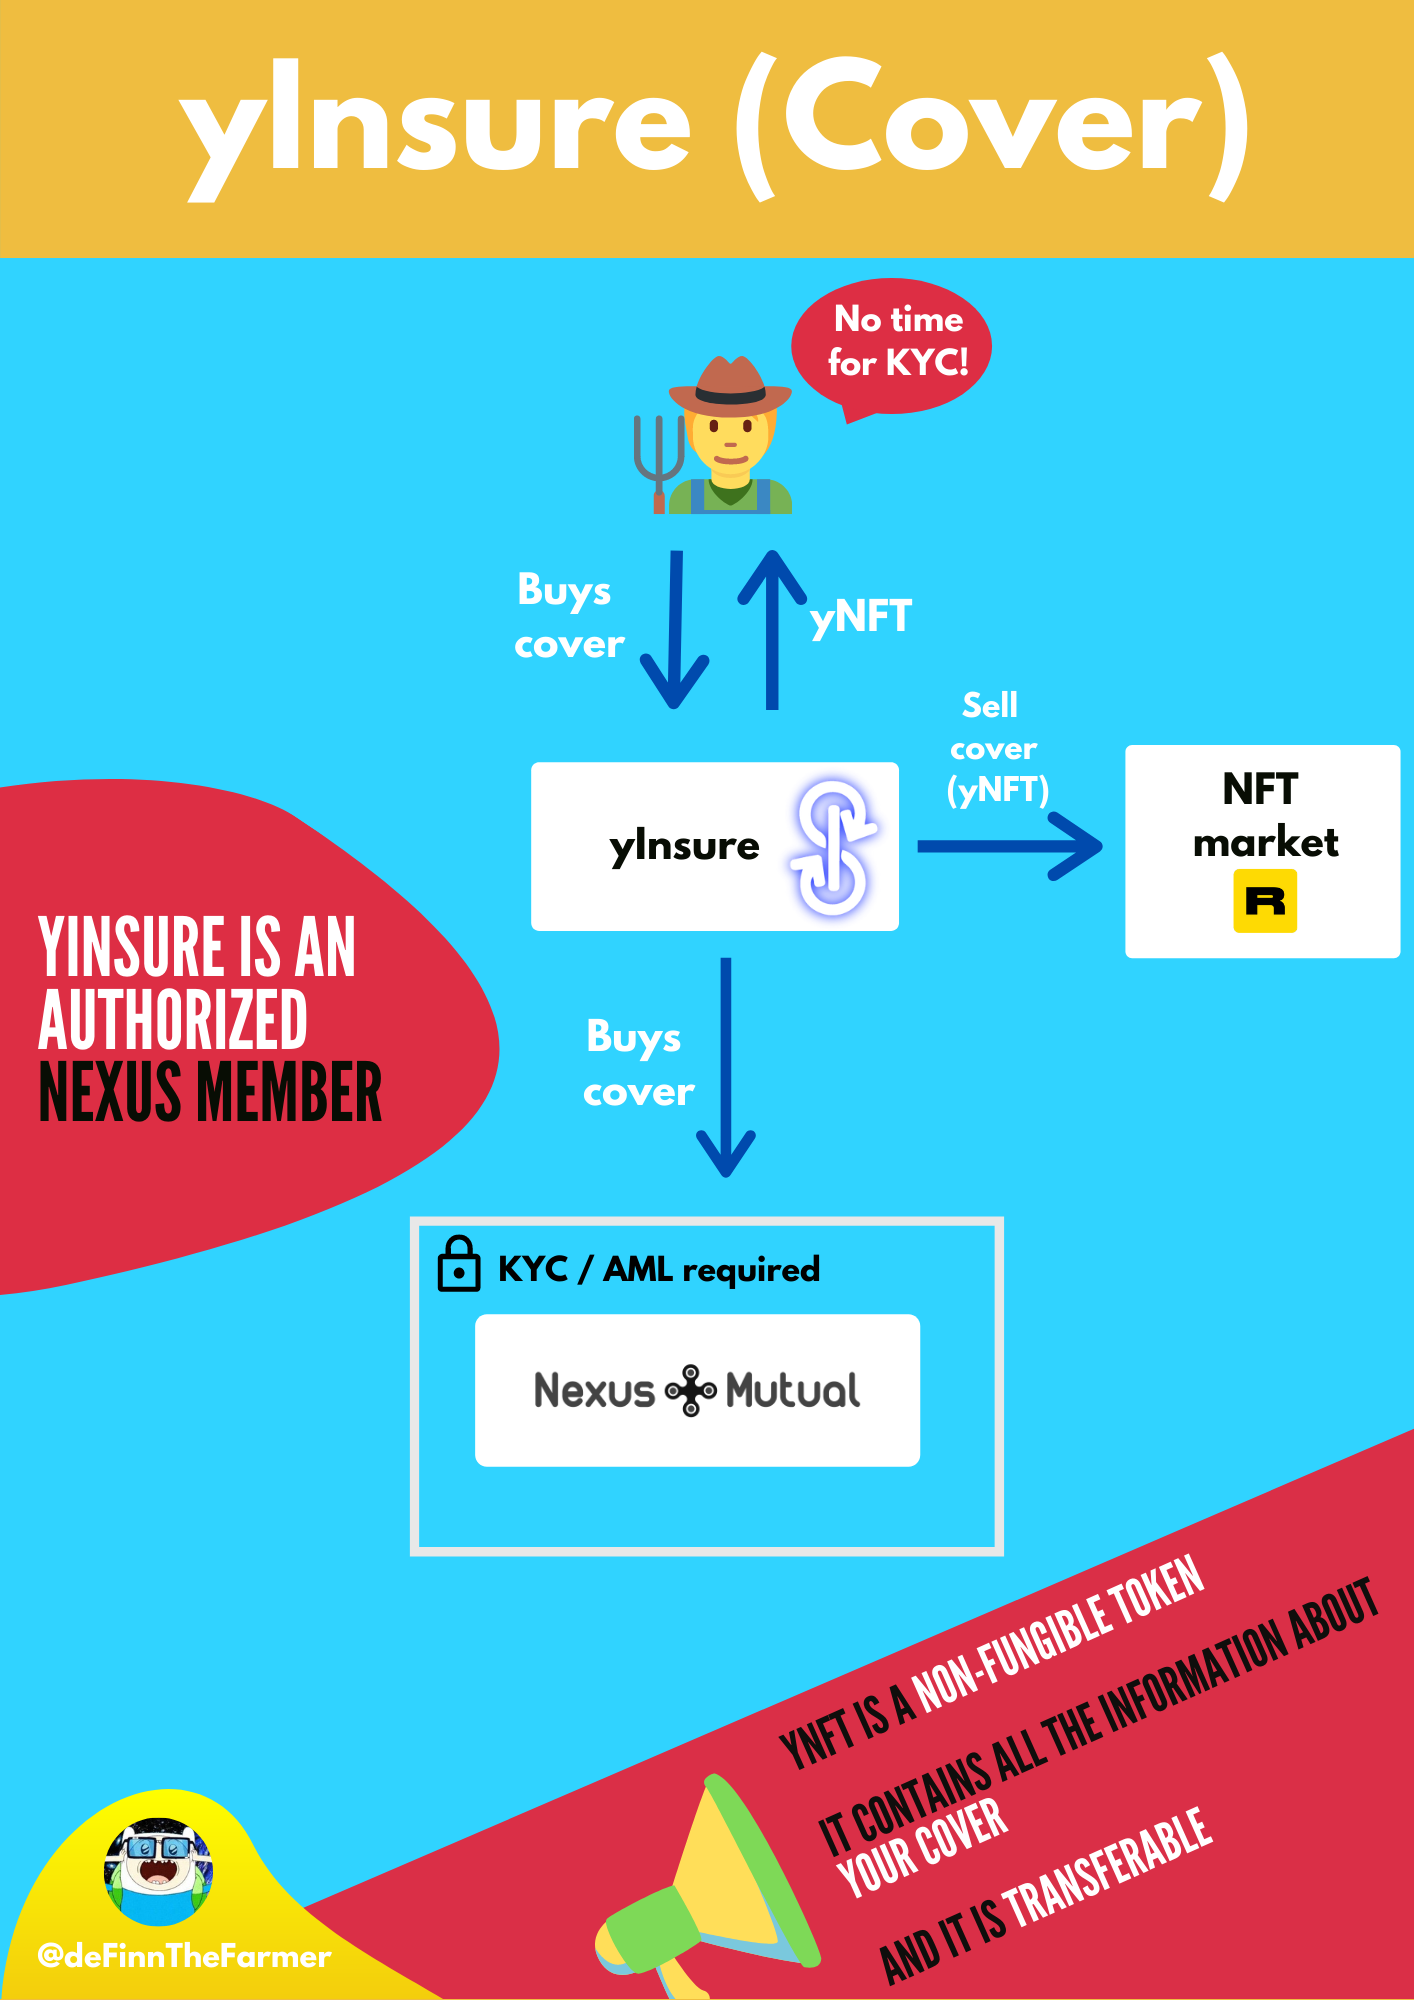 yInsure (Cover)
No time
for KYC!
Buys
cover
yNFT
Sell
cover
(yNFT)
yInsure
NFT
market
R
YINSURE IS AN
AUTHORIZED
NEXUS MEMBER
Buys
cover
KYC / AML required
Nexus Mutual
YNFT IS A NON-FUNGIBLE TOKEN
IT CONTAINS ALL THE INFORMATION ABOUT
YOUR COVER
AND IT IS TRANSFERABLE
@deFinnTheFarmer